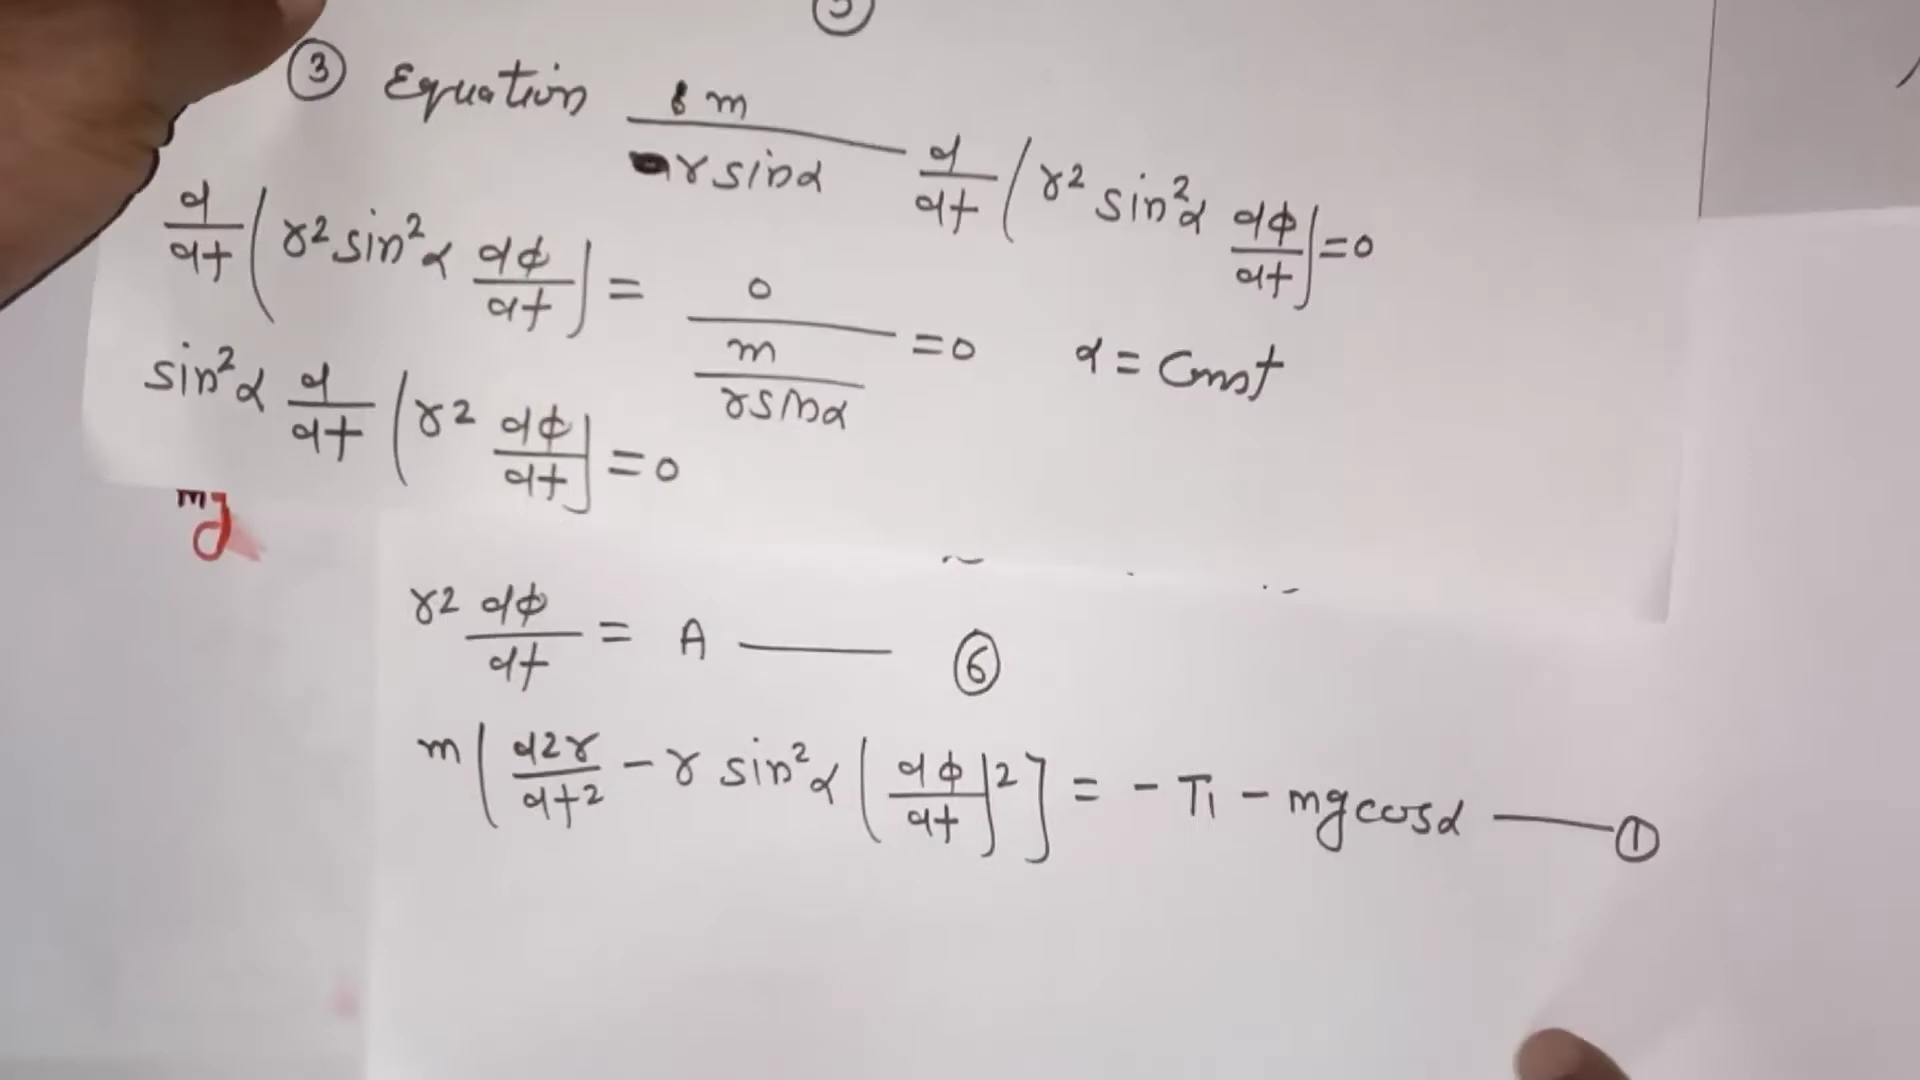 5
③ Equation m/(r sinα) d/dt (r² sin²α dφ/dt) = 0
d/dt (r² sin²α dφ/dt) = 0/(m/(r sinα)) = 0 α = Const
sin²α d/dt (r² dφ/dt) = 0
mg
r² dφ/dt = A —— ⑥
m ( d2r/dt2 - r sin²α ( dφ/dt )2 ] = - T1 - mg cosα —— ①